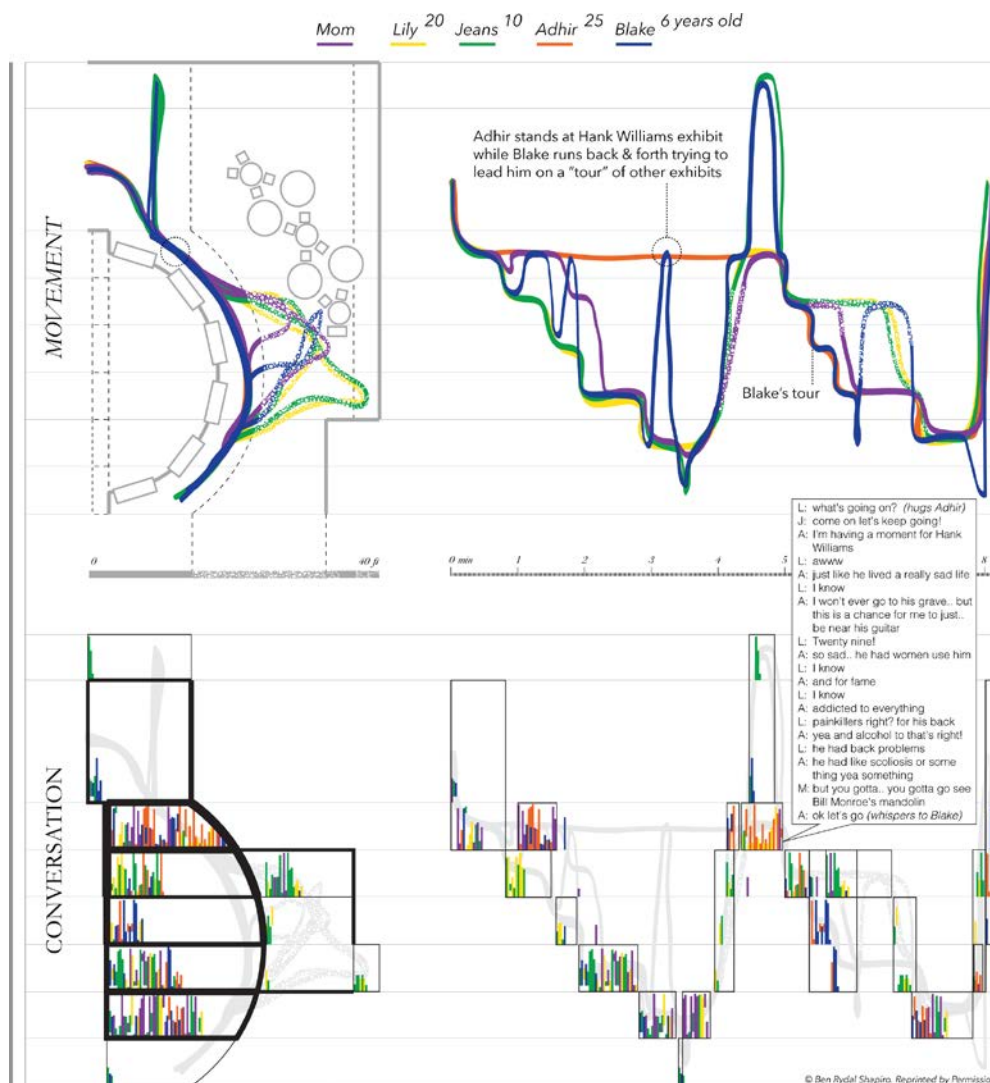 Mom Lily 20 Jeans 10 Adhir 25 Blake 6 years old
MOVEMENT
Adhir stands at Hank Williams exhibit
while Blake runs back & forth trying to
lead him on a "tour" of other exhibits
Blake's tour
0 40 ft
0 min 1 2 3 4 5 6 7 8
L: what's going on? (hugs Adhir)
J: come on let's keep going!
A: I'm having a moment for Hank
Williams
L: awww
A: just like he lived a really sad life
L: I know
A: I won't ever go to his grave.. but
this is a chance for me to just..
be near his guitar
L: Twenty nine!
A: so sad.. he had women use him
L: I know
A: and for fame
L: I know
A: addicted to everything
L: painkillers right? for his back
A: yea and alcohol to that's right!
L: he had back problems
A: he had like scoliosis or some
thing yea something
M: but you gotta.. you gotta go see
Bill Monroe's mandolin
A: ok let's go (whispers to Blake)
CONVERSATION
© Ben Rydal Shapiro. Reprinted by Permissio